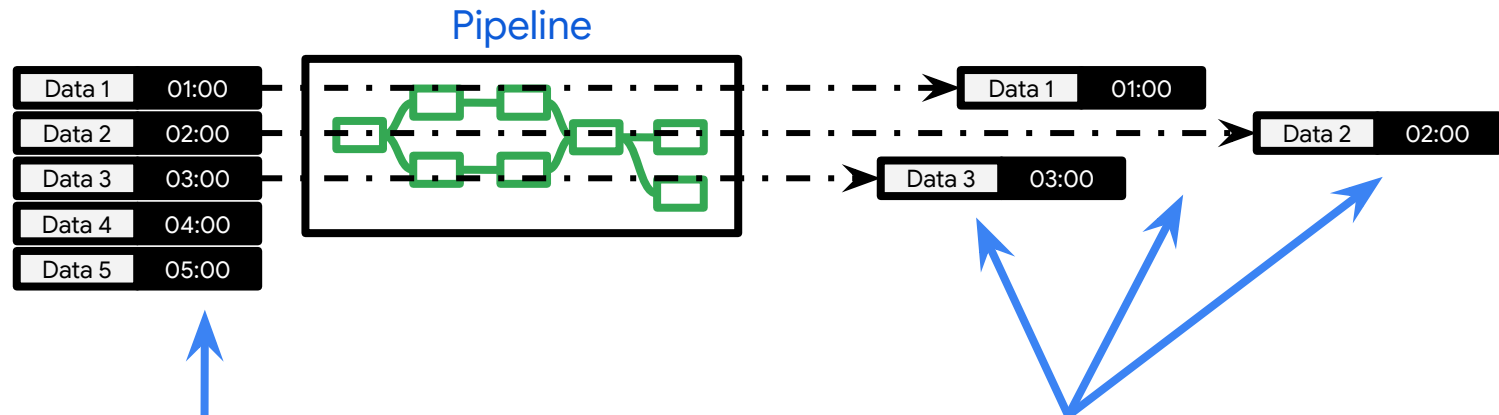 Pipeline
Data 1 01:00
Data 2 02:00
Data 3 03:00
Data 4 04:00
Data 5 05:00
Data 1 01:00
Data 2 02:00
Data 3 03:00